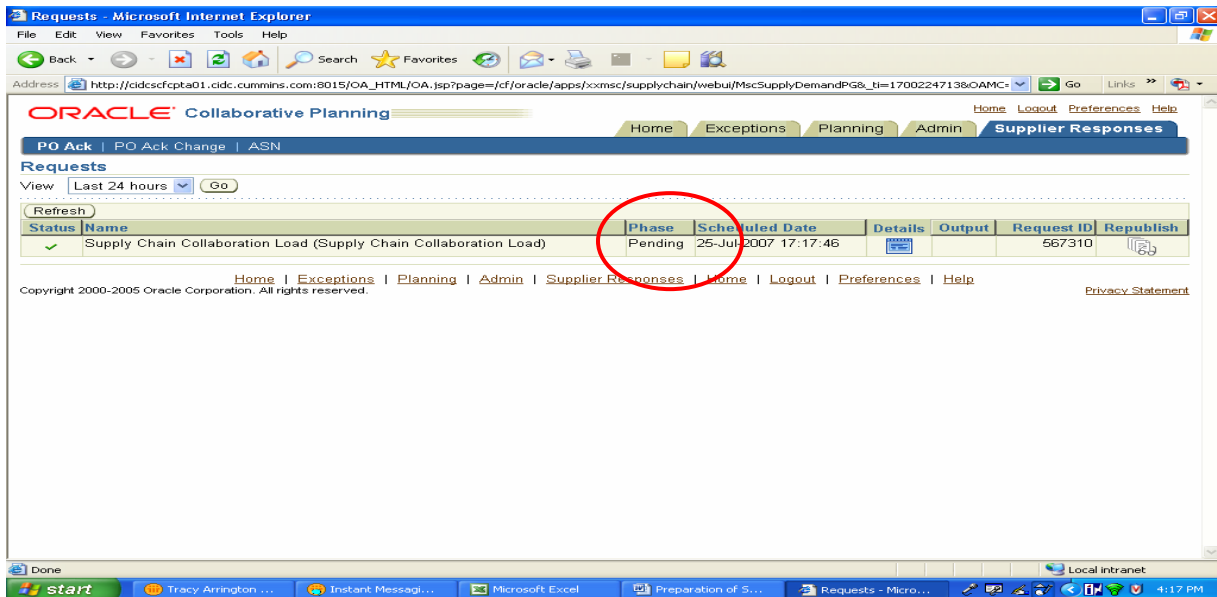 Requests - Microsoft Internet Explorer
File Edit View Favorites Tools Help
Back Search Favorites
Address http://cidcscfcpta01.cidc.cummins.com:8015/OA_HTML/OA.jsp?page=/cf/oracle/apps/xxmsc/supplychain/webui/MscSupplyDemandPG&_ti=1700224713&OAMC= Go Links »
ORACLE Collaborative Planning
Home Logout Preferences Help
Home Exceptions Planning Admin Supplier Responses
PO Ack | PO Ack Change | ASN
Requests
View Last 24 hours Go
Refresh
Status Name Phase Scheduled Date Details Output Request ID Republish
Supply Chain Collaboration Load (Supply Chain Collaboration Load) Pending 25-Jul-2007 17:17:46 567310
Home | Exceptions | Planning | Admin | Supplier Responses | Home | Logout | Preferences | Help
Copyright 2000-2005 Oracle Corporation. All rights reserved.
Privacy Statement
Done Local intranet
start Tracy Arrington ... Instant Messagi... Microsoft Excel Preparation of S... Requests - Micro... 4:17 PM